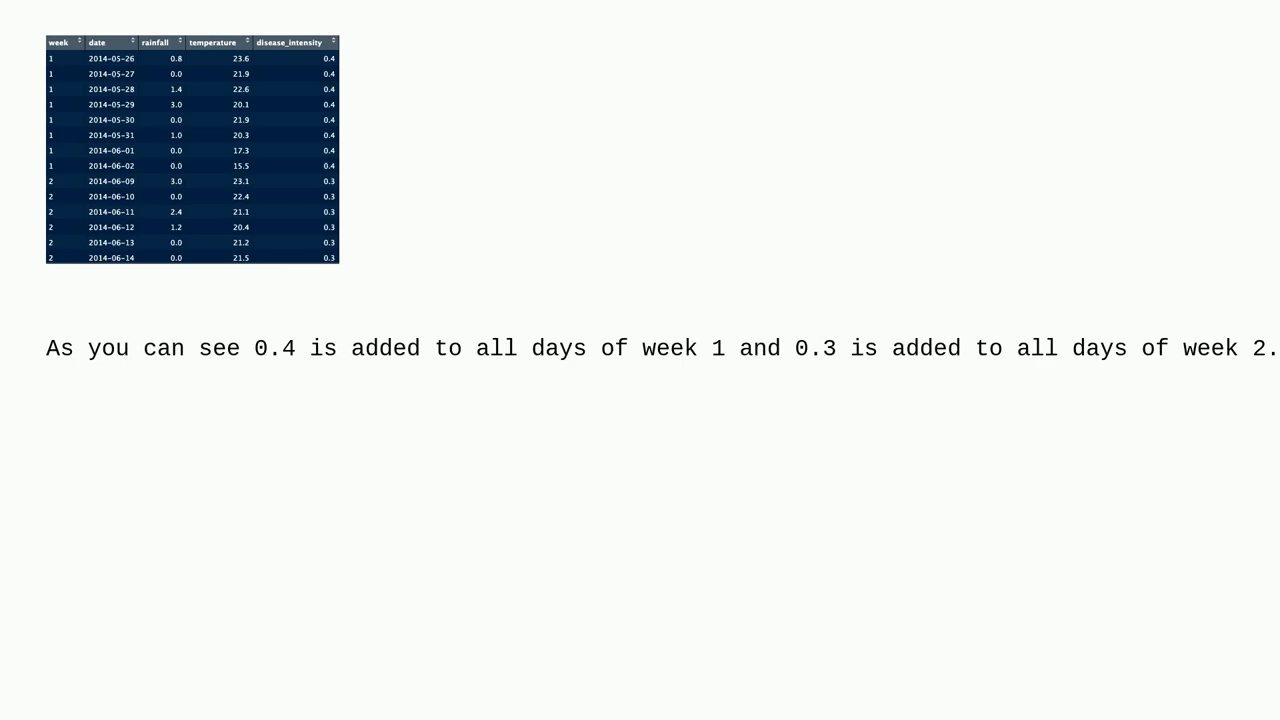 week date rainfall temperature disease_intensity
1 2014-05-26 0.8 23.6 0.4
1 2014-05-27 0.0 21.9 0.4
1 2014-05-28 1.4 22.6 0.4
1 2014-05-29 3.0 20.1 0.4
1 2014-05-30 0.0 21.9 0.4
1 2014-05-31 1.0 20.3 0.4
1 2014-06-01 0.0 17.3 0.4
1 2014-06-02 0.0 15.5 0.4
2 2014-06-09 3.0 23.1 0.3
2 2014-06-10 0.0 22.4 0.3
2 2014-06-11 2.4 21.1 0.3
2 2014-06-12 1.2 20.4 0.3
2 2014-06-13 0.0 21.2 0.3
2 2014-06-14 0.0 21.5 0.3
As you can see 0.4 is added to all days of week 1 and 0.3 is added to all days of week 2.